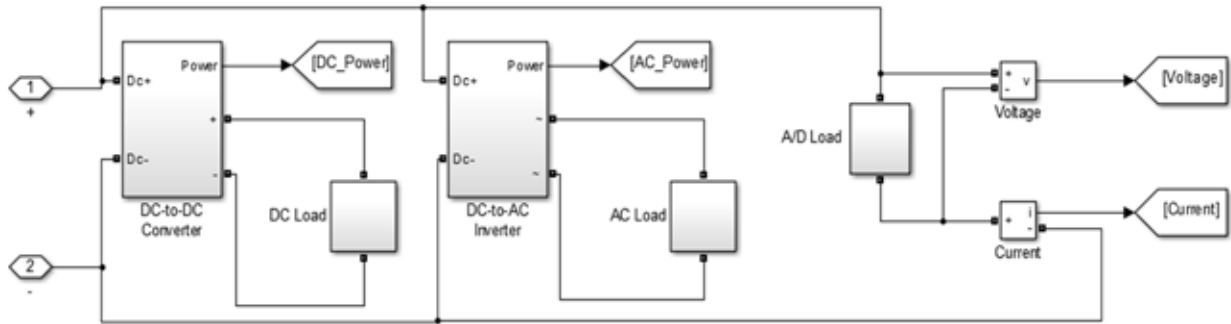 1
+
2
-
Dc+
Dc-
Power
+
-
DC-to-DC
Converter
[DC_Power]
DC Load
Dc+
Dc-
Power
~
~
DC-to-AC
Inverter
[AC_Power]
AC Load
A/D Load
+
-
v
Voltage
[Voltage]
+
i
-
Current
[Current]